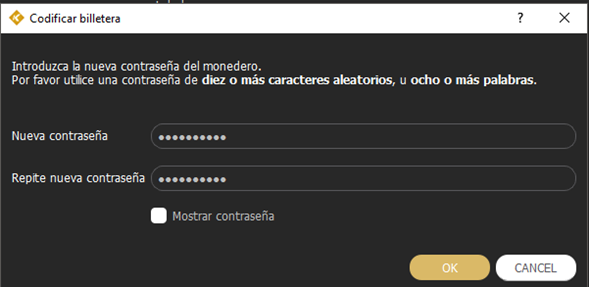 Codificar billetera
?
Introduzca la nueva contraseña del monedero.
Por favor utilice una contraseña de diez o más caracteres aleatorios, u ocho o más palabras.
Nueva contraseña ●●●●●●●●●●
Repite nueva contraseña ●●●●●●●●●●
Mostrar contraseña
OK CANCEL